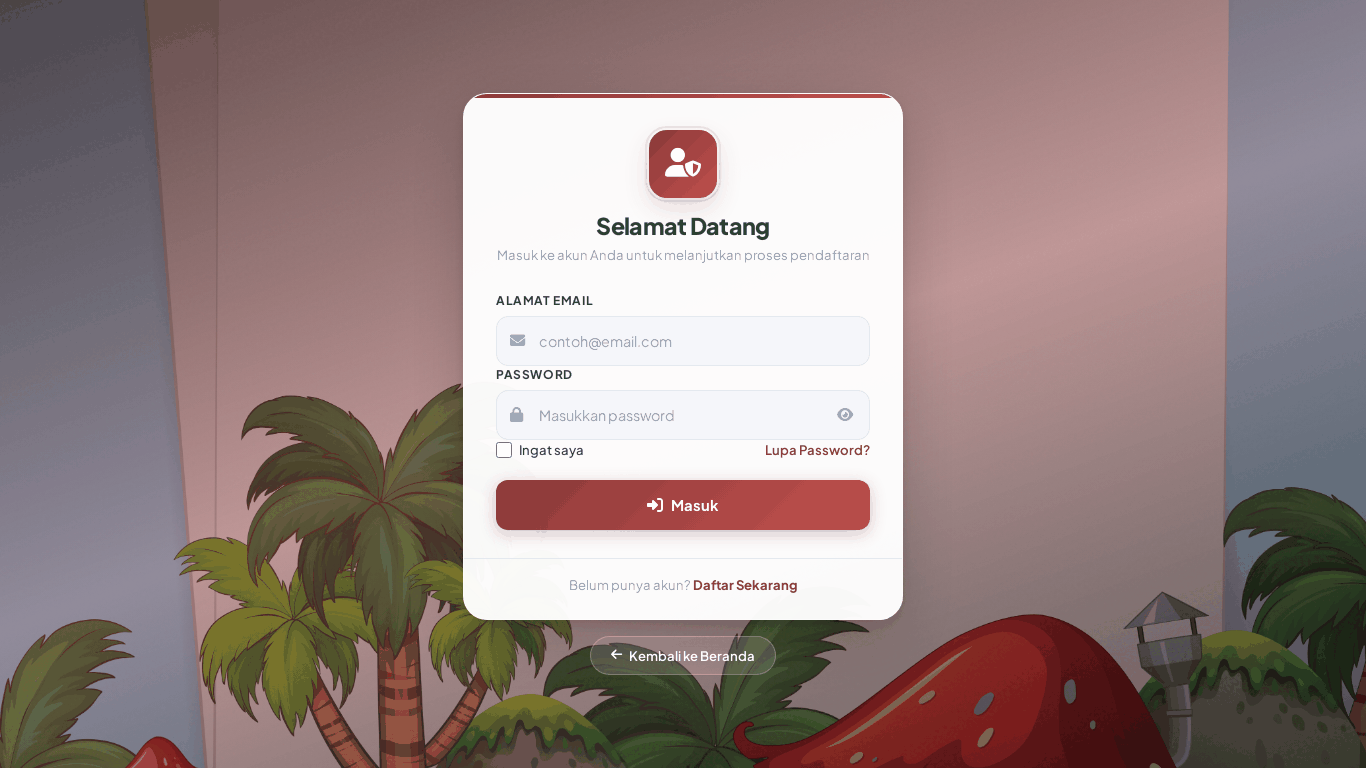 Selamat Datang
Masuk ke akun Anda untuk melanjutkan proses pendaftaran
ALAMAT EMAIL
contoh@email.com
PASSWORD
Masukkan password
Ingat saya
Lupa Password?
Masuk
Belum punya akun? Daftar Sekarang
Kembali ke Beranda